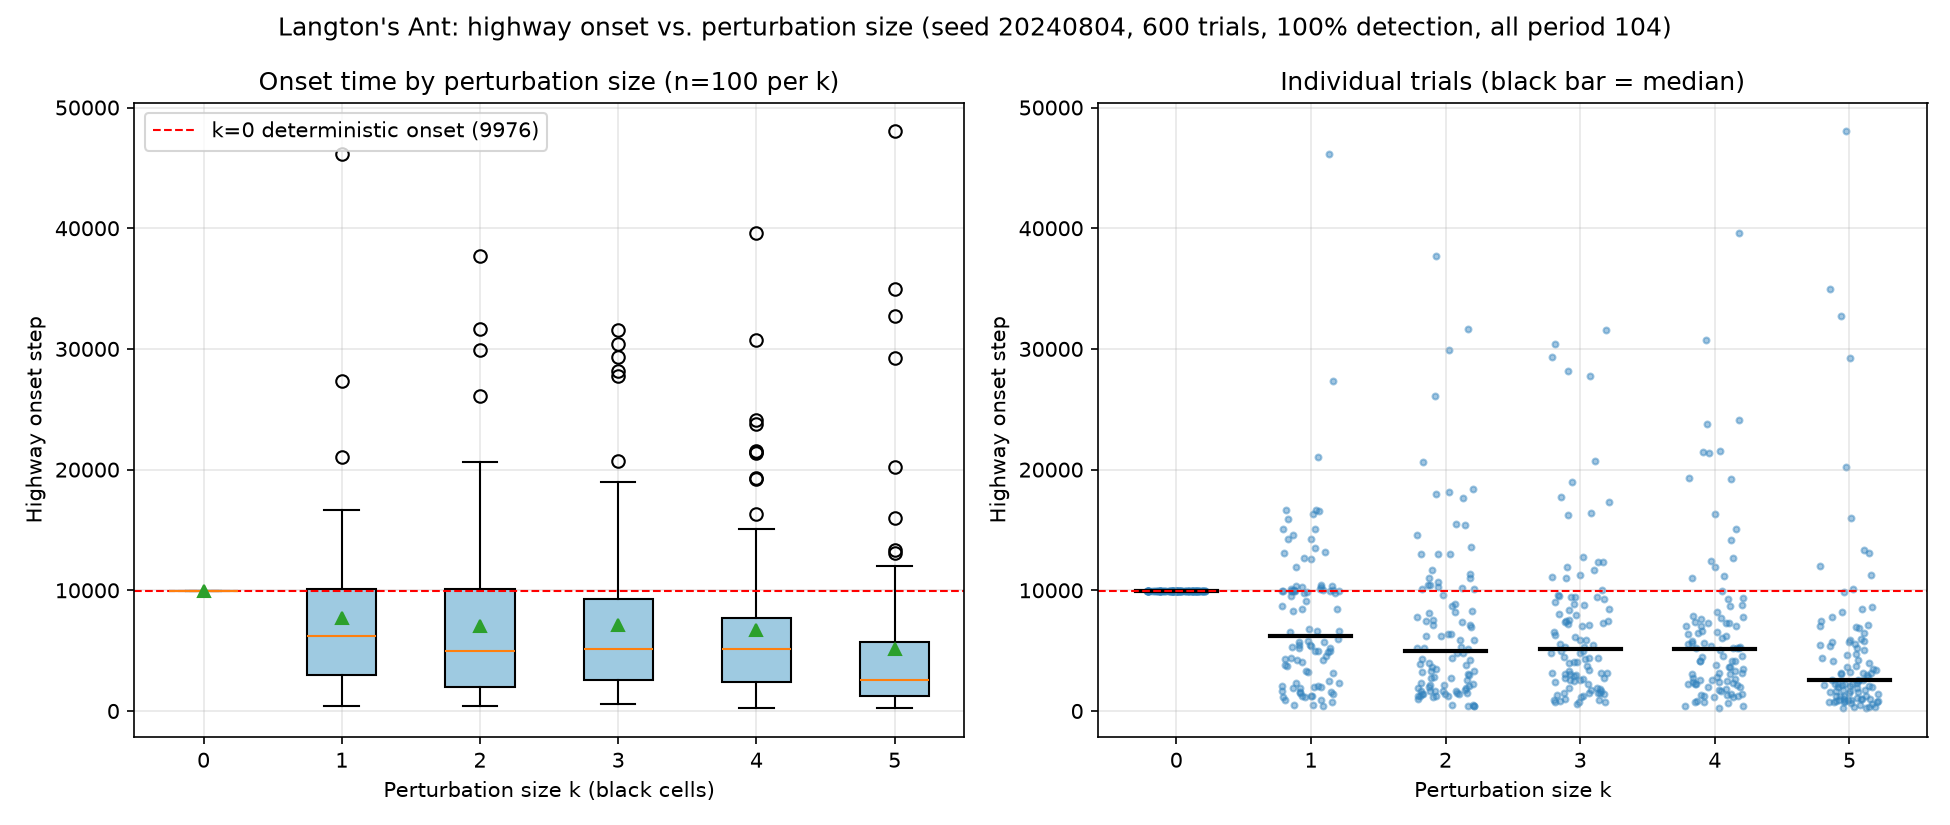 Langton's Ant: highway onset vs. perturbation size (seed 20240804, 600 trials, 100% detection, all period 104)
Onset time by perturbation size (n=100 per k)
k=0 deterministic onset (9976)
Highway onset step
50000
40000
30000
20000
10000
0
0 1 2 3 4 5
Perturbation size k (black cells)
Individual trials (black bar = median)
Highway onset step
50000
40000
30000
20000
10000
0
0 1 2 3 4 5
Perturbation size k